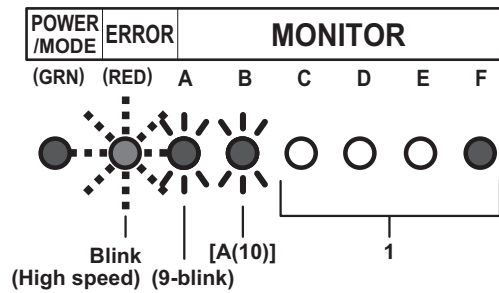 POWER /MODE ERROR MONITOR
(GRN) (RED) A B C D E F
Blink (High speed) (9-blink) [A(10)] 1